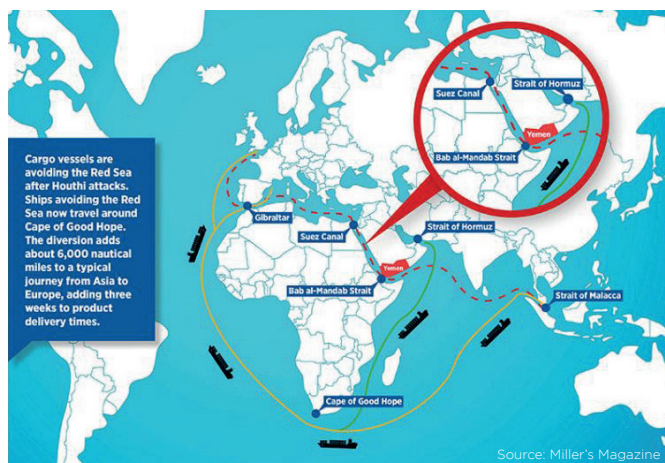 Cargo vessels are
avoiding the Red Sea
after Houthi attacks.
Ships avoiding the Red
Sea now travel around
Cape of Good Hope.
The diversion adds
about 6,000 nautical
miles to a typical
journey from Asia to
Europe, adding three
weeks to product
delivery times.
Suez Canal
Strait of Hormuz
Yemen
Bab al-Mandab Strait
Gibraltar
Suez Canal
Strait of Hormuz
Yemen
Bab al-Mandab Strait
Strait of Malacca
Cape of Good Hope
Source: Miller's Magazine